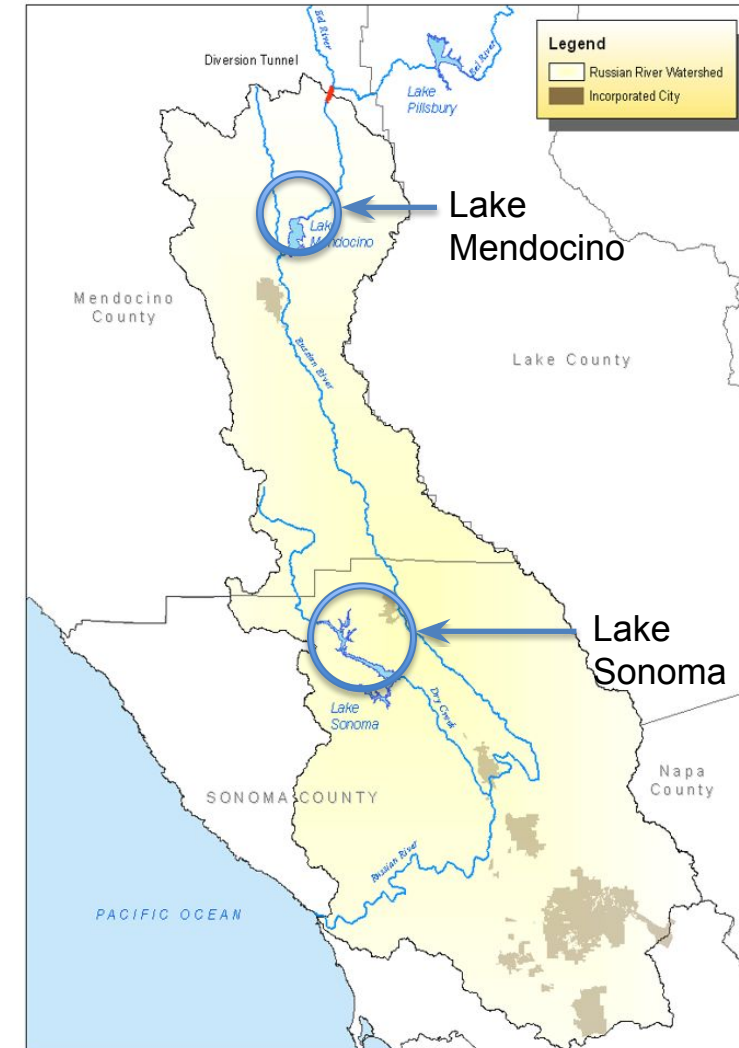 Eel River
Diversion Tunnel
Eel River
Lake
Pillsbury
Legend
Russian River Watershed
Incorporated City
Lake
Mendocino
Lake
Mendocino
Mendocino
County
Russian River
Lake County
Lake
Sonoma
Dry Creek
Lake
Sonoma
Napa
County
SONOMA COUNTY
Russian River
PACIFIC OCEAN